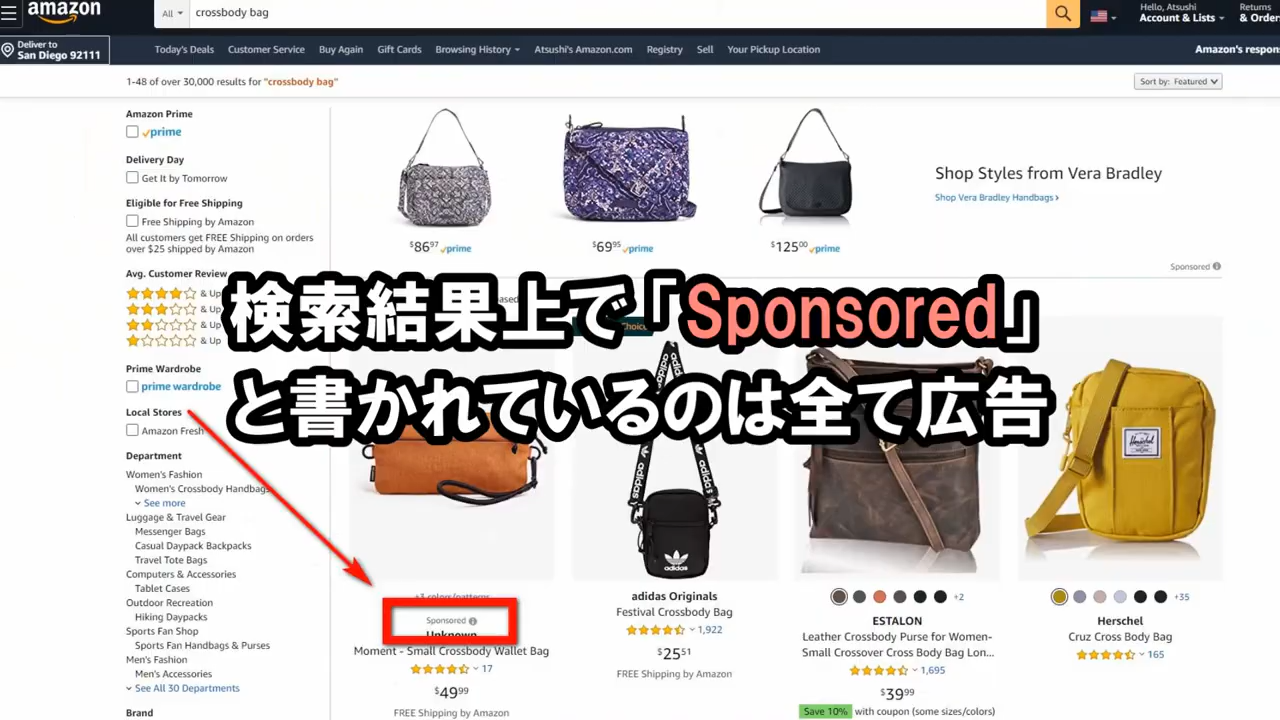 amazon
All
crossbody bag
Hello, Atsushi
Account & Lists
Returns
& Order
Deliver to
San Diego 92111
Today's Deals
Customer Service
Buy Again
Gift Cards
Browsing History
Atsushi's Amazon.com
Registry
Sell
Your Pickup Location
Amazon's respon
1-48 of over 30,000 results for "crossbody bag"
Sort by: Featured
Amazon Prime
prime
Delivery Day
Get It by Tomorrow
Eligible for Free Shipping
Free Shipping by Amazon
All customers get FREE Shipping on orders
over $25 shipped by Amazon
Avg. Customer Review
& Up
& Up
& Up
& Up
Prime Wardrobe
prime wardrobe
Local Stores
Amazon Fresh
Department
Women's Fashion
Women's Crossbody Handbags
See more
Luggage & Travel Gear
Messenger Bags
Casual Daypack Backpacks
Travel Tote Bags
Computers & Accessories
Tablet Cases
Outdoor Recreation
Hiking Daypacks
Sports Fan Shop
Sports Fan Handbags & Purses
Men's Fashion
Men's Accessories
See All 30 Departments
Brand
$86.97 prime
$69.95 prime
$125.00 prime
Shop Styles from Vera Bradley
Shop Vera Bradley Handbags ›
Sponsored
検索結果上で「Sponsored」
と書かれているのは全て広告
+3 colors/patterns
Sponsored
Unknown
Moment - Small Crossbody Wallet Bag
17
$49.99
FREE Shipping by Amazon
adidas
adidas
adidas Originals
Festival Crossbody Bag
1,922
$25.51
FREE Shipping by Amazon
+2
ESTALON
Leather Crossbody Purse for Women-
Small Crossover Cross Body Bag Lon...
1,695
$39.99
Save 10% with coupon (some sizes/colors)
Herschel
+35
Herschel
Cruz Cross Body Bag
165